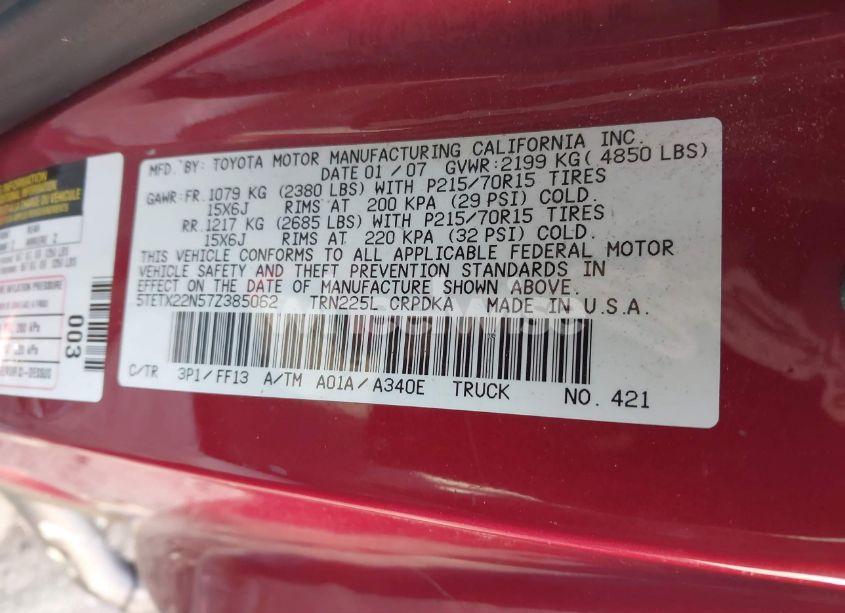 MFD. BY: TOYOTA MOTOR MANUFACTURING CALIFORNIA INC.
DATE 01 / 07 GVWR:2199 KG( 4850 LBS)
GAWR:FR.1079 KG (2380 LBS) WITH P215/70R15 TIRES
15X6J RIMS AT 200 KPA (29 PSI) COLD.
RR.1217 KG (2685 LBS) WITH P215/70R15 TIRES
15X6J RIMS AT 220 KPA (32 PSI) COLD.
THIS VEHICLE CONFORMS TO ALL APPLICABLE FEDERAL MOTOR
VEHICLE SAFETY AND THEFT PREVENTION STANDARDS IN
EFFECT ON THE DATE OF MANUFACTURE SHOWN ABOVE.
5TETX22N57Z385062 TRN225L CRPDKA MADE IN U.S.A.
C/TR 3P1/FF13 A/TM A01A/A340E TRUCK NO. 421
003
INFORMATION
INFLATION PRESSURE